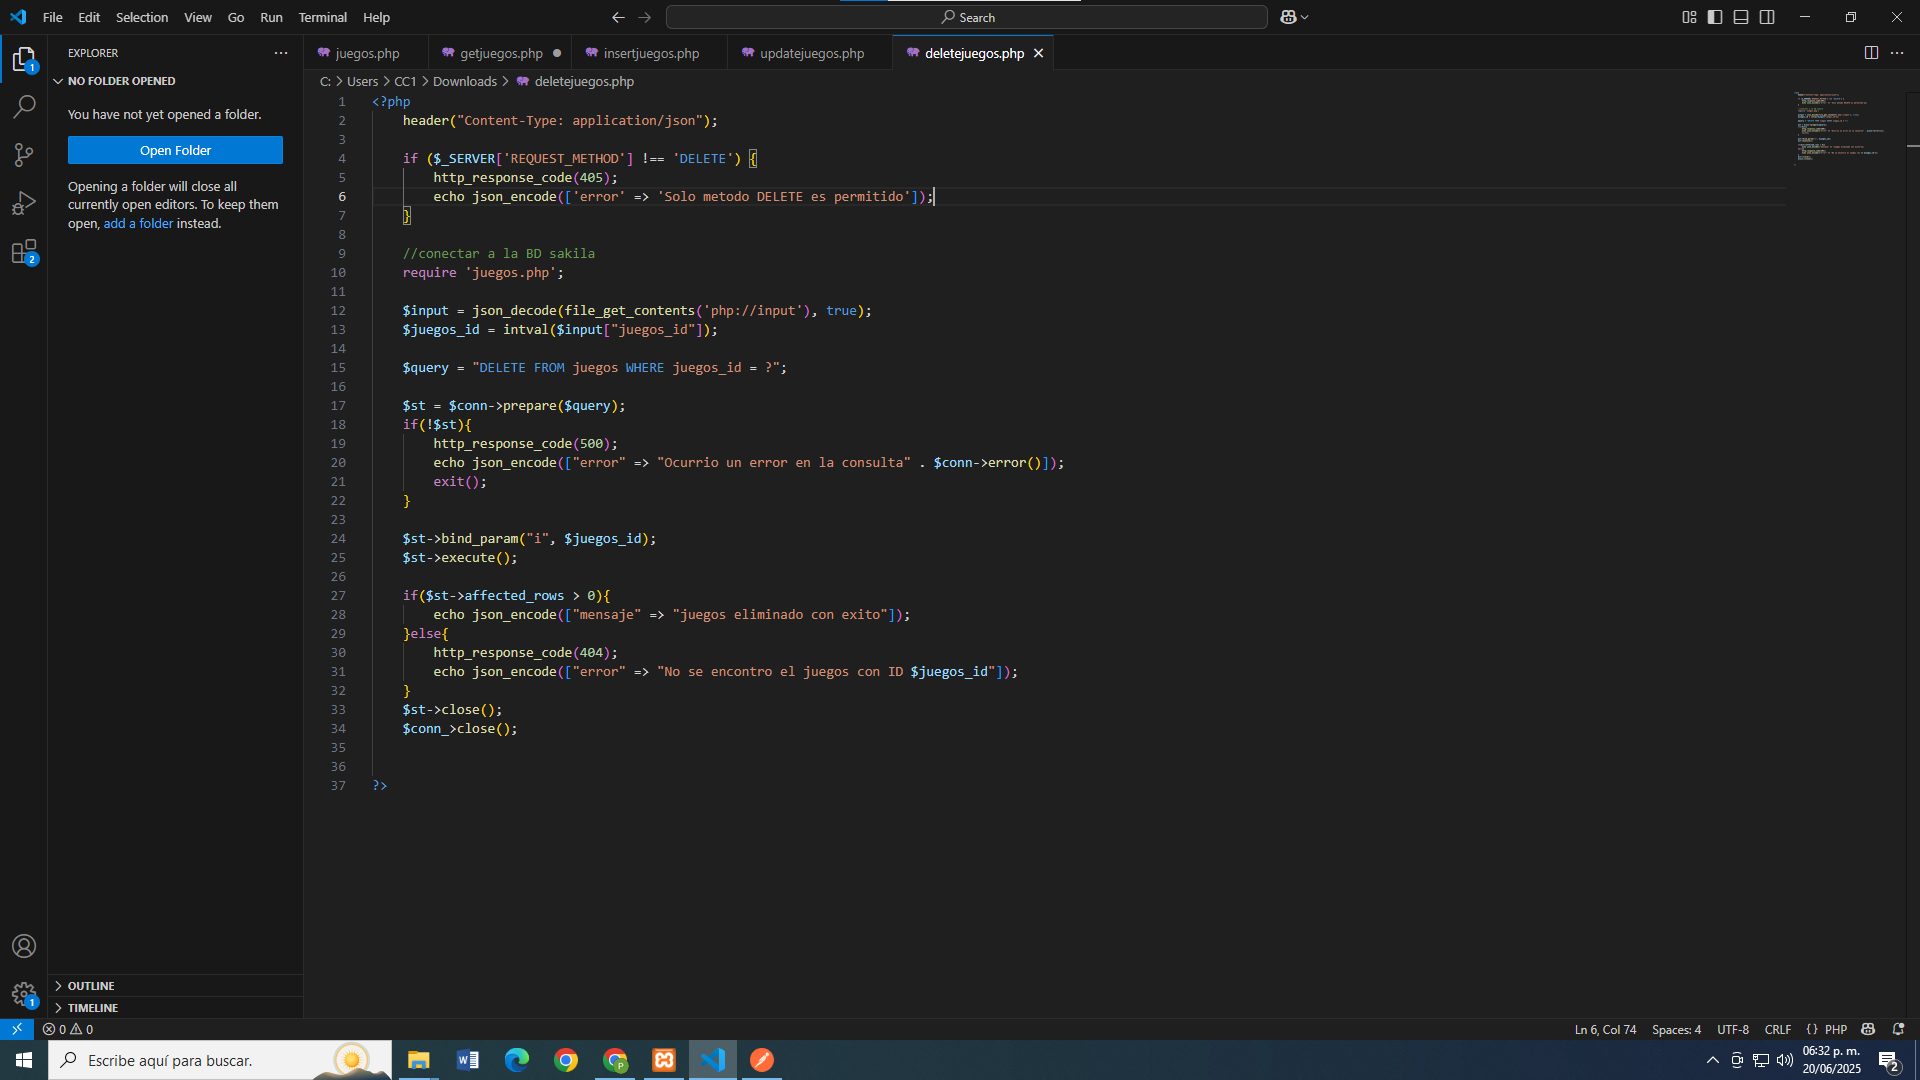 File Edit Selection View Go Run Terminal Help
Search
EXPLORER
NO FOLDER OPENED
You have not yet opened a folder.
Open Folder
Opening a folder will close all
currently open editors. To keep them
open, add a folder instead.
OUTLINE
TIMELINE
juegos.php getjuegos.php insertjuegos.php updatejuegos.php deletejuegos.php
C: > Users > CC1 > Downloads > deletejuegos.php
1 <?php
2 header("Content-Type: application/json");
3
4 if ($_SERVER['REQUEST_METHOD'] !== 'DELETE') {
5 http_response_code(405);
6 echo json_encode(['error' => 'Solo metodo DELETE es permitido']);
7 }
8
9 //conectar a la BD sakila
10 require 'juegos.php';
11
12 $input = json_decode(file_get_contents('php://input'), true);
13 $juegos_id = intval($input["juegos_id"]);
14
15 $query = "DELETE FROM juegos WHERE juegos_id = ?";
16
17 $st = $conn->prepare($query);
18 if(!$st){
19 http_response_code(500);
20 echo json_encode(["error" => "Ocurrio un error en la consulta" . $conn->error()]);
21 exit();
22 }
23
24 $st->bind_param("i", $juegos_id);
25 $st->execute();
26
27 if($st->affected_rows > 0){
28 echo json_encode(["mensaje" => "juegos eliminado con exito"]);
29 }else{
30 http_response_code(404);
31 echo json_encode(["error" => "No se encontro el juegos con ID $juegos_id"]);
32 }
33 $st->close();
34 $conn_>close();
35
36
37 ?>
0 0
Ln 6, Col 74 Spaces: 4 UTF-8 CRLF {} PHP
Escribe aquí para buscar.
06:32 p. m.
20/06/2025